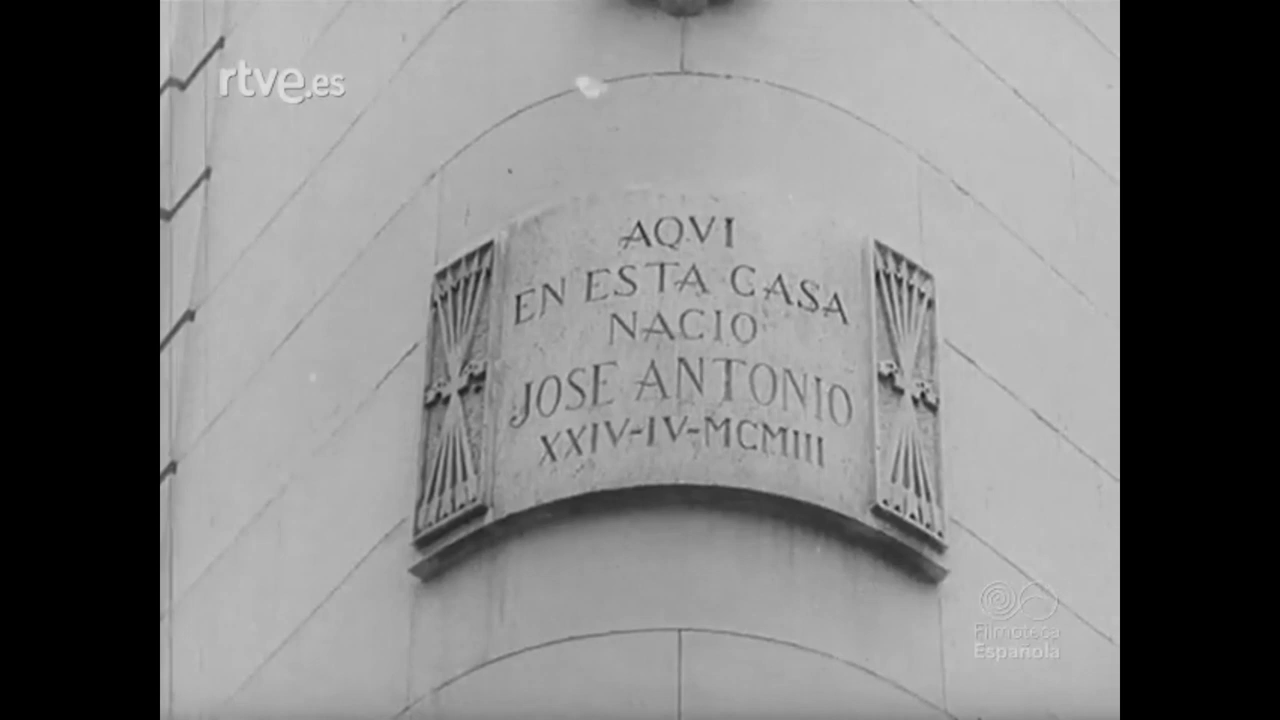 rtve.es
AQVI
EN ESTA CASA
NACIO
JOSE ANTONIO
XXIV-IV-MCMIII
Filmoteca
Española